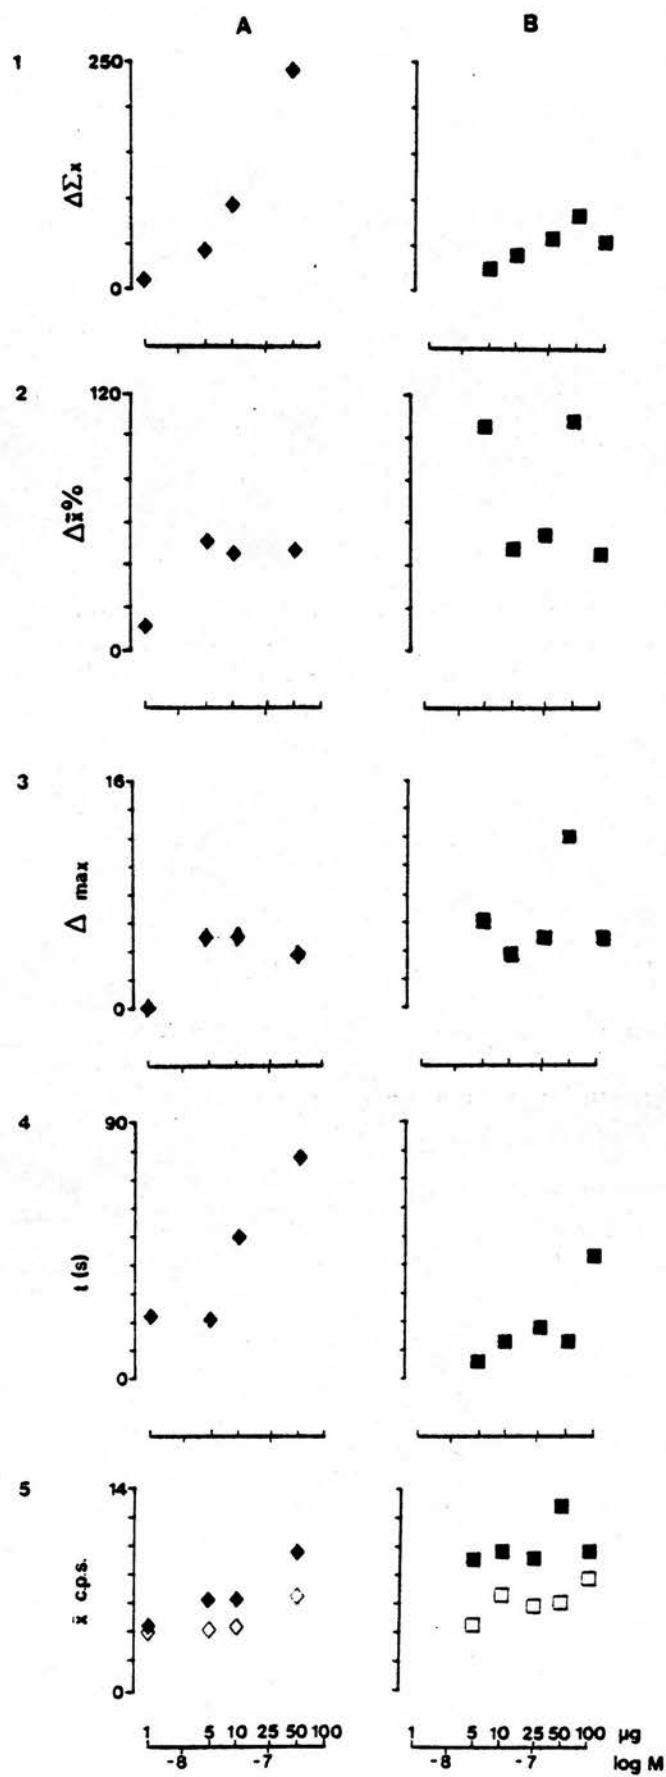 A B
1 250
ΔΣx
0
2 120
Δx̄%
0
3 16
Δ max
0
4 90
t (s)
0
5 14
x̄ c.p.s.
0
1 5 10 25 50 100 1 5 10 25 50 100 µg
-8 -7 -8 -7 log M